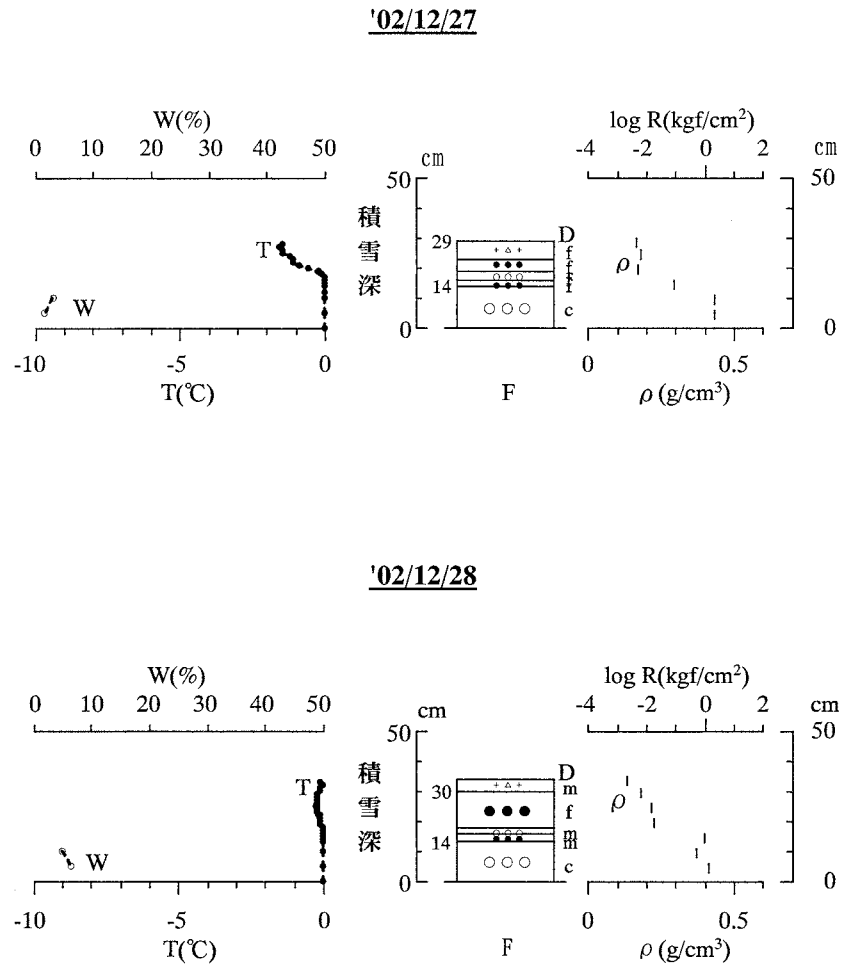 '02/12/27
W(%)
0 10 20 30 40 50
log R(kgf/cm²)
-4 -2 0 2
cm
cm
50
50
積
雪
深
T
W
29
14
D
f
f
f
f
c
ρ
0
0
-10 -5 0
T(℃)
F
0 0.5
ρ (g/cm³)
'02/12/28
W(%)
0 10 20 30 40 50
log R(kgf/cm²)
-4 -2 0 2
cm
cm
50
50
積
雪
深
T
W
30
14
D
m
f
m
m
c
ρ
0
0
-10 -5 0
T(℃)
F
0 0.5
ρ (g/cm³)